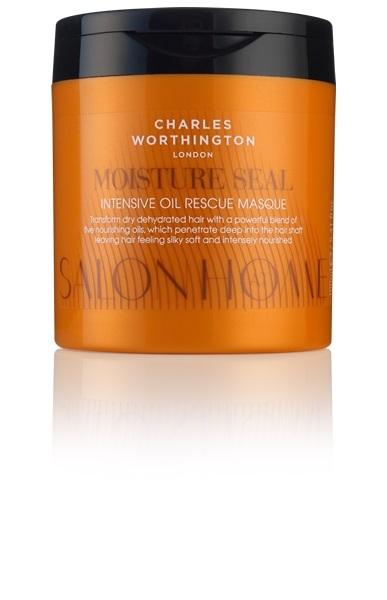 CHARLES
WORTHINGTON
LONDON
MOISTURE SEAL
INTENSIVE OIL RESCUE MASQUE
Transform dry dehydrated hair with a powerful blend of
five nourishing oils, which penetrate deep into the hair shaft
leaving hair feeling silky soft and intensely nourished
SALON HOME